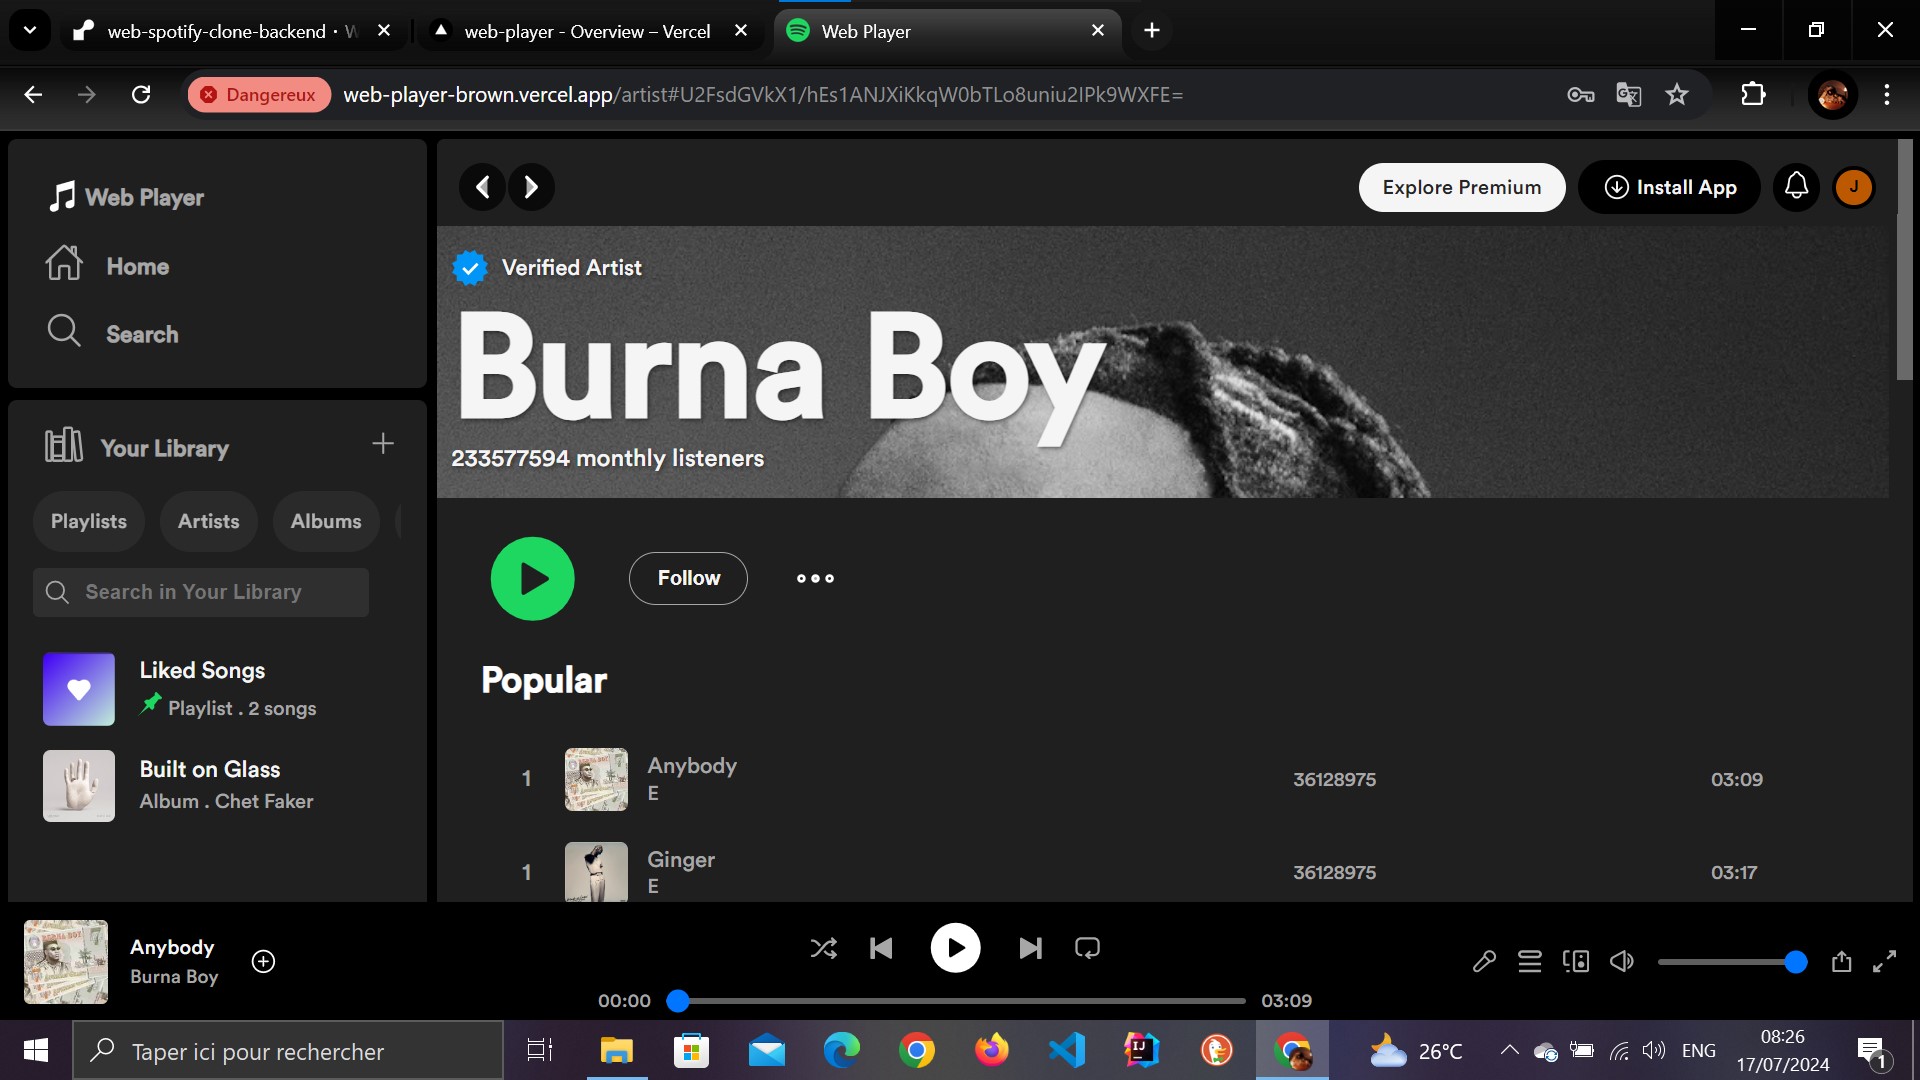 web-spotify-clone-backend · W
web-player - Overview – Vercel
Web Player
Dangereux
web-player-brown.vercel.app/artist#U2FsdGVkX1/hEs1ANJXiKkqW0bTLo8uniu2IPk9WXFE=
Web Player
Home
Search
Your Library
Playlists
Artists
Albums
Search in Your Library
Liked Songs
Playlist . 2 songs
Built on Glass
Album . Chet Faker
Explore Premium
Install App
J
Verified Artist
Burna Boy
233577594 monthly listeners
Follow
Popular
1
Anybody
E
36128975
03:09
1
Ginger
E
36128975
03:17
Anybody
Burna Boy
00:00
03:09
Taper ici pour rechercher
26°C
ENG
08:26
17/07/2024
1